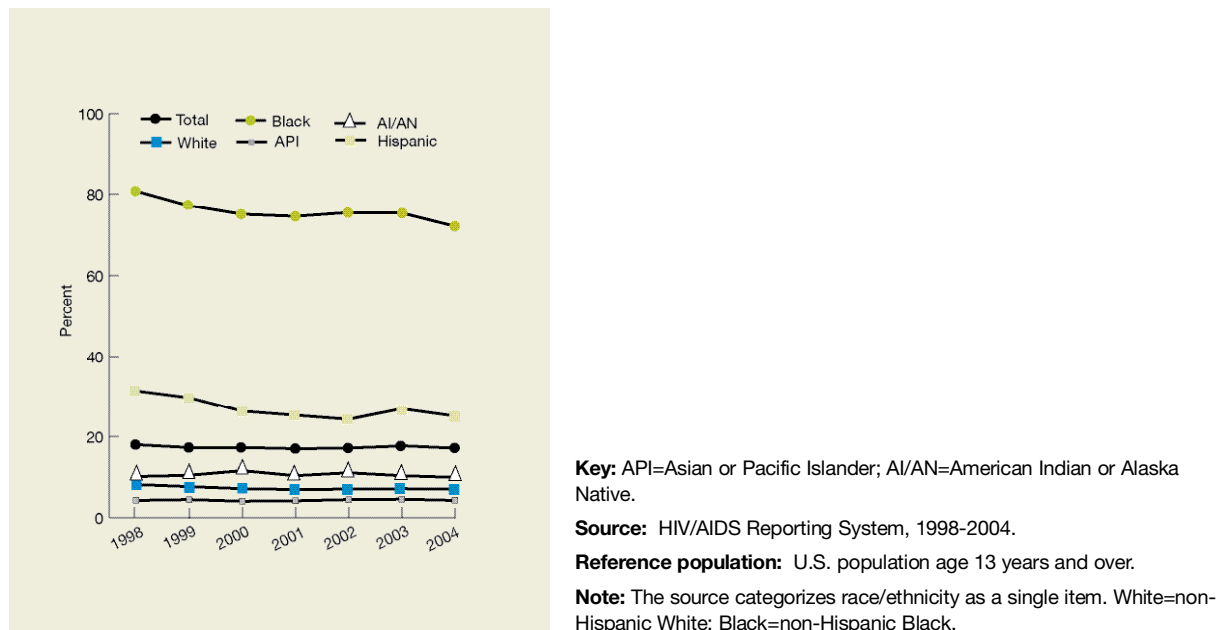 100
Total
Black
AI/AN
White
API
Hispanic
80
60
Percent
40
20
0
1998
1999
2000
2001
2002
2003
2004
Key: API=Asian or Pacific Islander; AI/AN=American Indian or Alaska
Native.
Source: HIV/AIDS Reporting System, 1998-2004.
Reference population: U.S. population age 13 years and over.
Note: The source categorizes race/ethnicity as a single item. White=non-
Hispanic White; Black=non-Hispanic Black.